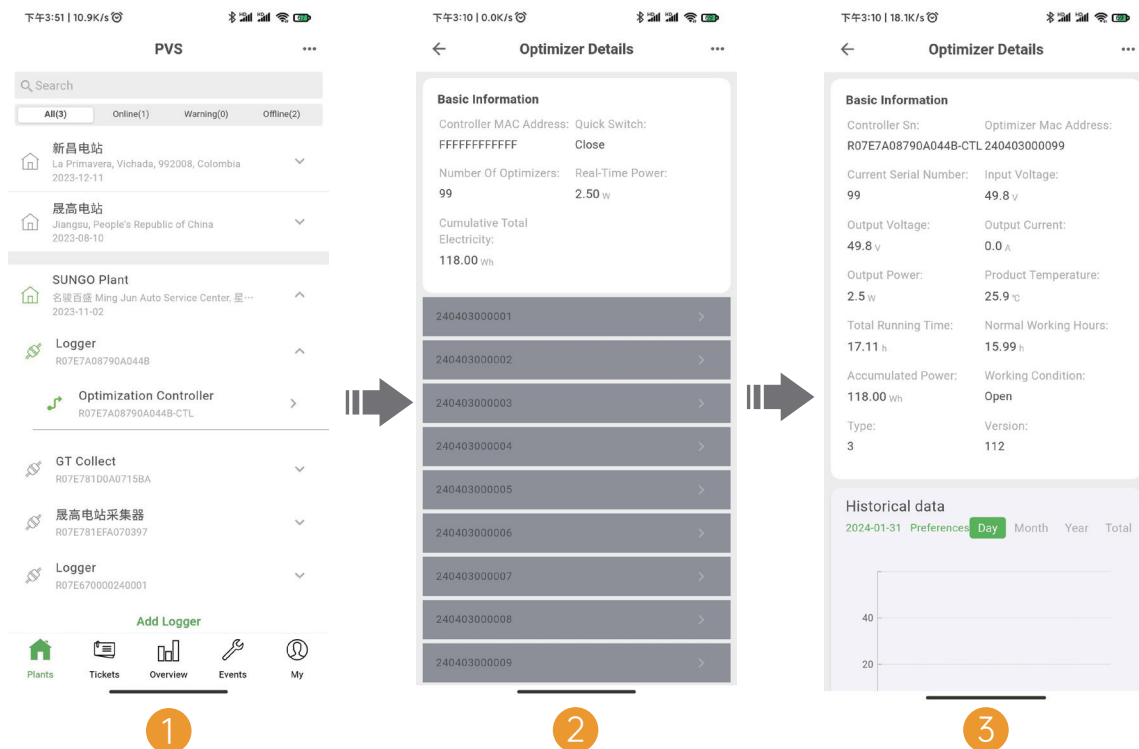 下午3:51 | 10.9K/s
PVS
Search
All(3) Online(1) Warning(0) Offline(2)
新昌电站
La Primavera, Vichada, 992008, Colombia
2023-12-11
晟高电站
Jiangsu, People's Republic of China
2023-08-10
SUNGO Plant
名骏百盛 Ming Jun Auto Service Center, 星…
2023-11-02
Logger
R07E7A08790A044B
Optimization Controller
R07E7A08790A044B-CTL
GT Collect
R07E781D0A0715BA
晟高电站采集器
R07E781EFA070397
Logger
R07E670000240001
Add Logger
Plants Tickets Overview Events My
1
下午3:10 | 0.0K/s
Optimizer Details
Basic Information
Controller MAC Address: Quick Switch:
FFFFFFFFFFFF Close
Number Of Optimizers: Real-Time Power:
99 2.50 W
Cumulative Total
Electricity:
118.00 Wh
240403000001
240403000002
240403000003
240403000004
240403000005
240403000006
240403000007
240403000008
240403000009
2
下午3:10 | 18.1K/s
Optimizer Details
Basic Information
Controller Sn: Optimizer Mac Address:
R07E7A08790A044B-CTL 240403000099
Current Serial Number: Input Voltage:
99 49.8 V
Output Voltage: Output Current:
49.8 V 0.0 A
Output Power: Product Temperature:
2.5 W 25.9 ℃
Total Running Time: Normal Working Hours:
17.11 h 15.99 h
Accumulated Power: Working Condition:
118.00 Wh Open
Type: Version:
3 112
Historical data
2024-01-31 Preferences Day Month Year Total
40
20
3